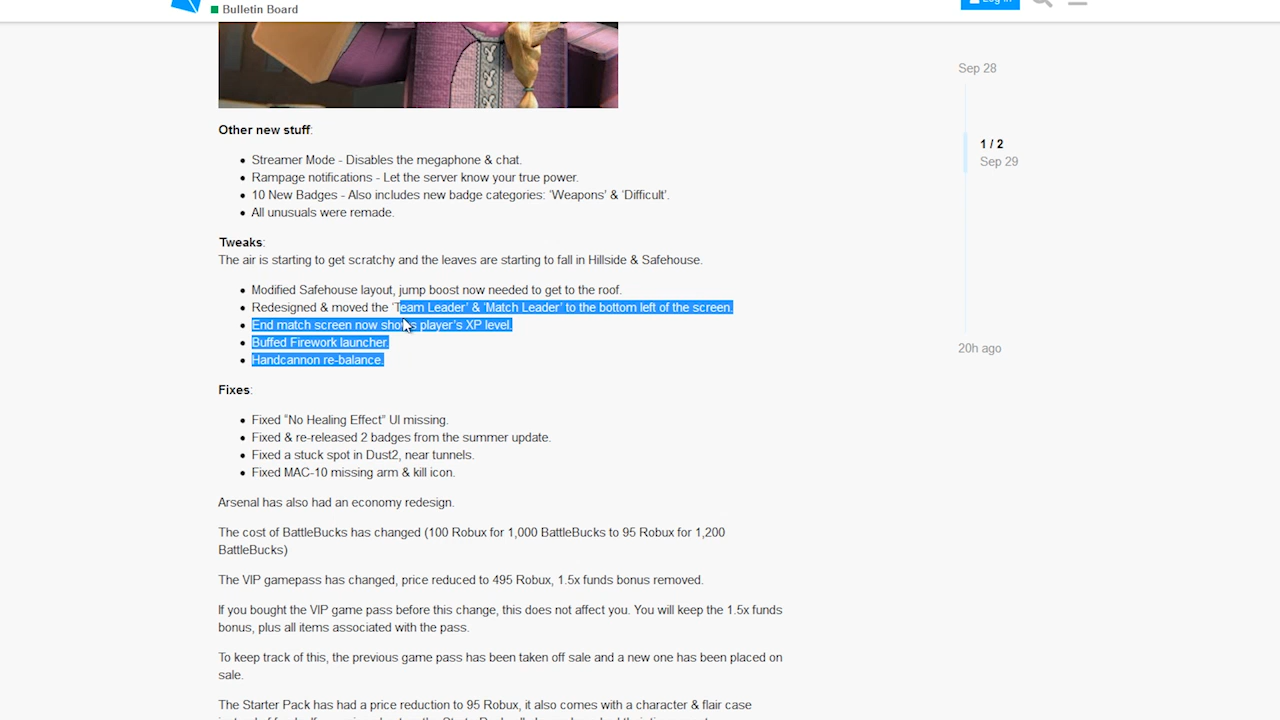 Bulletin Board
Log In
Sep 28
Other new stuff:
1 / 2
Sep 29
Streamer Mode - Disables the megaphone & chat.
Rampage notifications - Let the server know your true power.
10 New Badges - Also includes new badge categories: ‘Weapons’ & ‘Difficult’.
All unusuals were remade.
Tweaks:
The air is starting to get scratchy and the leaves are starting to fall in Hillside & Safehouse.
Modified Safehouse layout, jump boost now needed to get to the roof.
Redesigned & moved the ‘Team Leader’ & ‘Match Leader’ to the bottom left of the screen.
End match screen now shows player’s XP level.
Buffed Firework launcher.
Handcannon re-balance.
20h ago
Fixes:
Fixed “No Healing Effect” UI missing.
Fixed & re-released 2 badges from the summer update.
Fixed a stuck spot in Dust2, near tunnels.
Fixed MAC-10 missing arm & kill icon.
Arsenal has also had an economy redesign.
The cost of BattleBucks has changed (100 Robux for 1,000 BattleBucks to 95 Robux for 1,200
BattleBucks)
The VIP gamepass has changed, price reduced to 495 Robux, 1.5x funds bonus removed.
If you bought the VIP game pass before this change, this does not affect you. You will keep the 1.5x funds
bonus, plus all items associated with the pass.
To keep track of this, the previous game pass has been taken off sale and a new one has been placed on
sale.
The Starter Pack has had a price reduction to 95 Robux, it also comes with a character & flair case